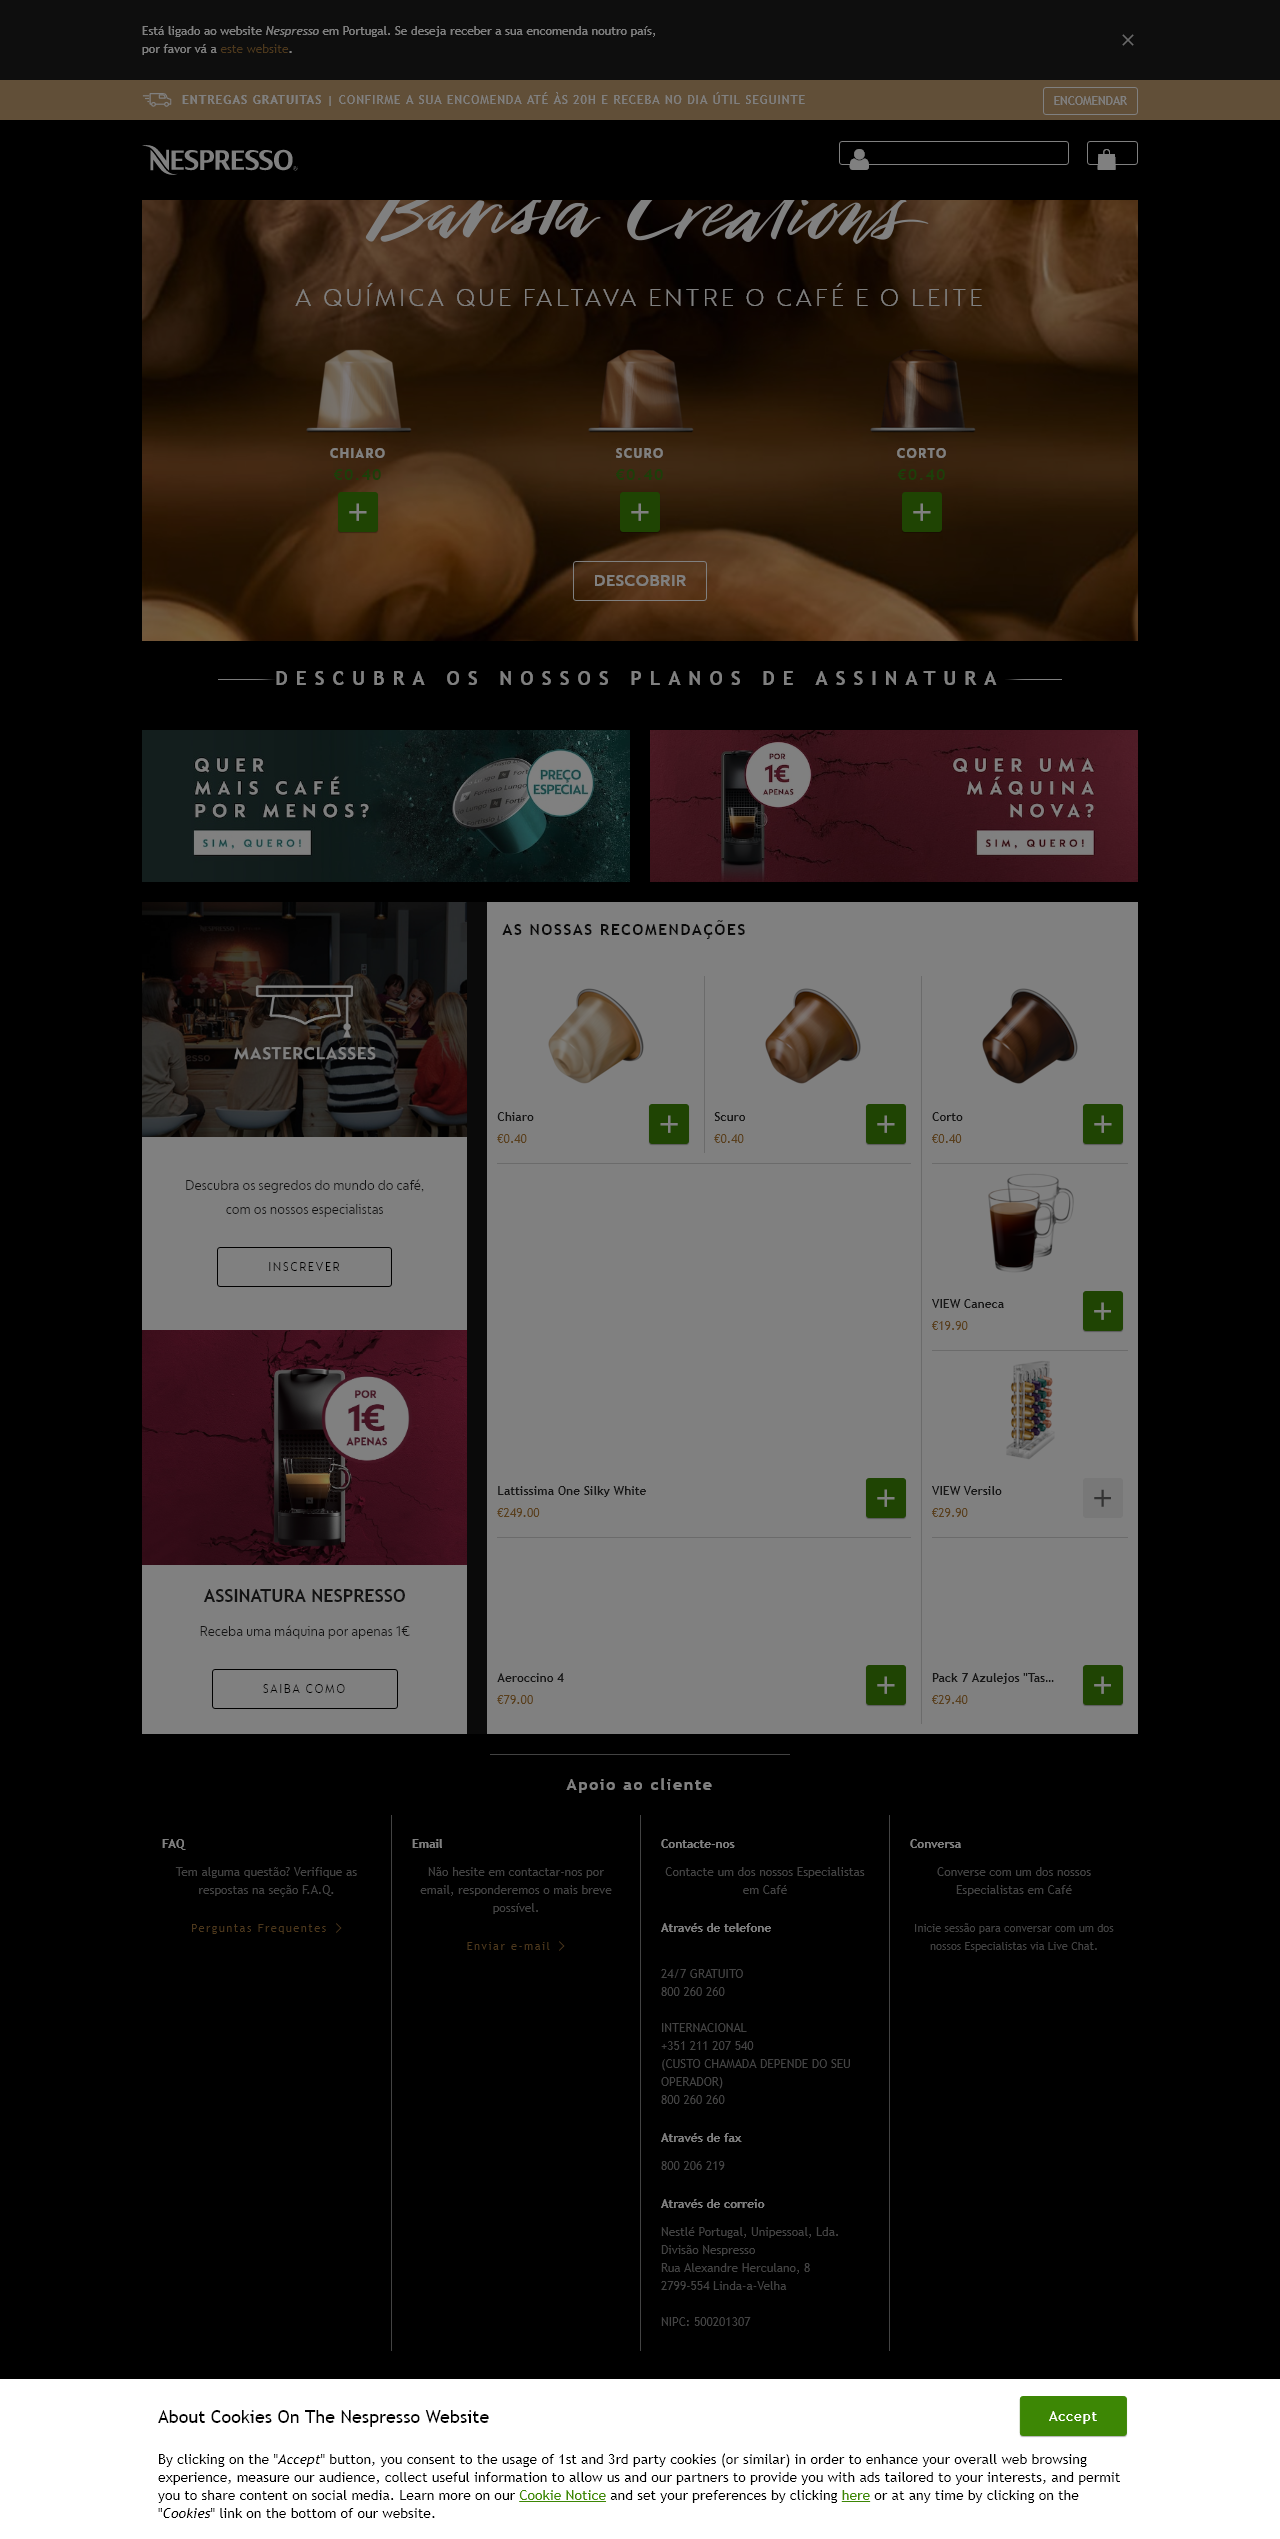 Está ligado ao website Nespresso em Portugal. Se deseja receber a sua encomenda noutro país,
por favor vá a este website.
ENTREGAS GRATUITAS | CONFIRME A SUA ENCOMENDA ATÉ ÀS 20H E RECEBA NO DIA ÚTIL SEGUINTE
ENCOMENDAR
NESPRESSO
Barista Creations
A QUÍMICA QUE FALTAVA ENTRE O CAFÉ E O LEITE
CHIARO
SCURO
CORTO
€0.40
€0.40
€0.40
DESCOBRIR
DESCUBRA OS NOSSOS PLANOS DE ASSINATURA
QUER
MAIS CAFÉ
POR MENOS?
SIM, QUERO!
PREÇO
ESPECIAL
POR
1€
APENAS
QUER UMA
MÁQUINA
NOVA?
SIM, QUERO!
MASTERCLASSES
Descubra os segredos do mundo do café,
com os nossos especialistas
INSCREVER
POR
1€
APENAS
ASSINATURA NESPRESSO
Receba uma máquina por apenas 1€
SAIBA COMO
AS NOSSAS RECOMENDAÇÕES
Chiaro
€0.40
Scuro
€0.40
Corto
€0.40
VIEW Caneca
€19.90
Lattissima One Silky White
€249.00
VIEW Versilo
€29.90
Aeroccino 4
€79.00
Pack 7 Azulejos "Tas...
€29.40
Apoio ao cliente
FAQ
Tem alguma questão? Verifique as
respostas na seção F.A.Q.
Perguntas Frequentes
Email
Não hesite em contactar-nos por
email, responderemos o mais breve
possível.
Enviar e-mail
Contacte-nos
Contacte um dos nossos Especialistas
em Café
Através de telefone
24/7 GRATUITO
800 260 260
INTERNACIONAL
+351 211 207 540
(CUSTO CHAMADA DEPENDE DO SEU
OPERADOR)
800 260 260
Através de fax
800 206 219
Através de correio
Nestlé Portugal, Unipessoal, Lda.
Divisão Nespresso
Rua Alexandre Herculano, 8
2799-554 Linda-a-Velha
NIPC: 500201307
Conversa
Converse com um dos nossos
Especialistas em Café
Inicie sessão para conversar com um dos
nossos Especialistas via Live Chat.
About Cookies On The Nespresso Website
Accept
By clicking on the "Accept" button, you consent to the usage of 1st and 3rd party cookies (or similar) in order to enhance your overall web browsing
experience, measure our audience, collect useful information to allow us and our partners to provide you with ads tailored to your interests, and permit
you to share content on social media. Learn more on our Cookie Notice and set your preferences by clicking here or at any time by clicking on the
"Cookies" link on the bottom of our website.